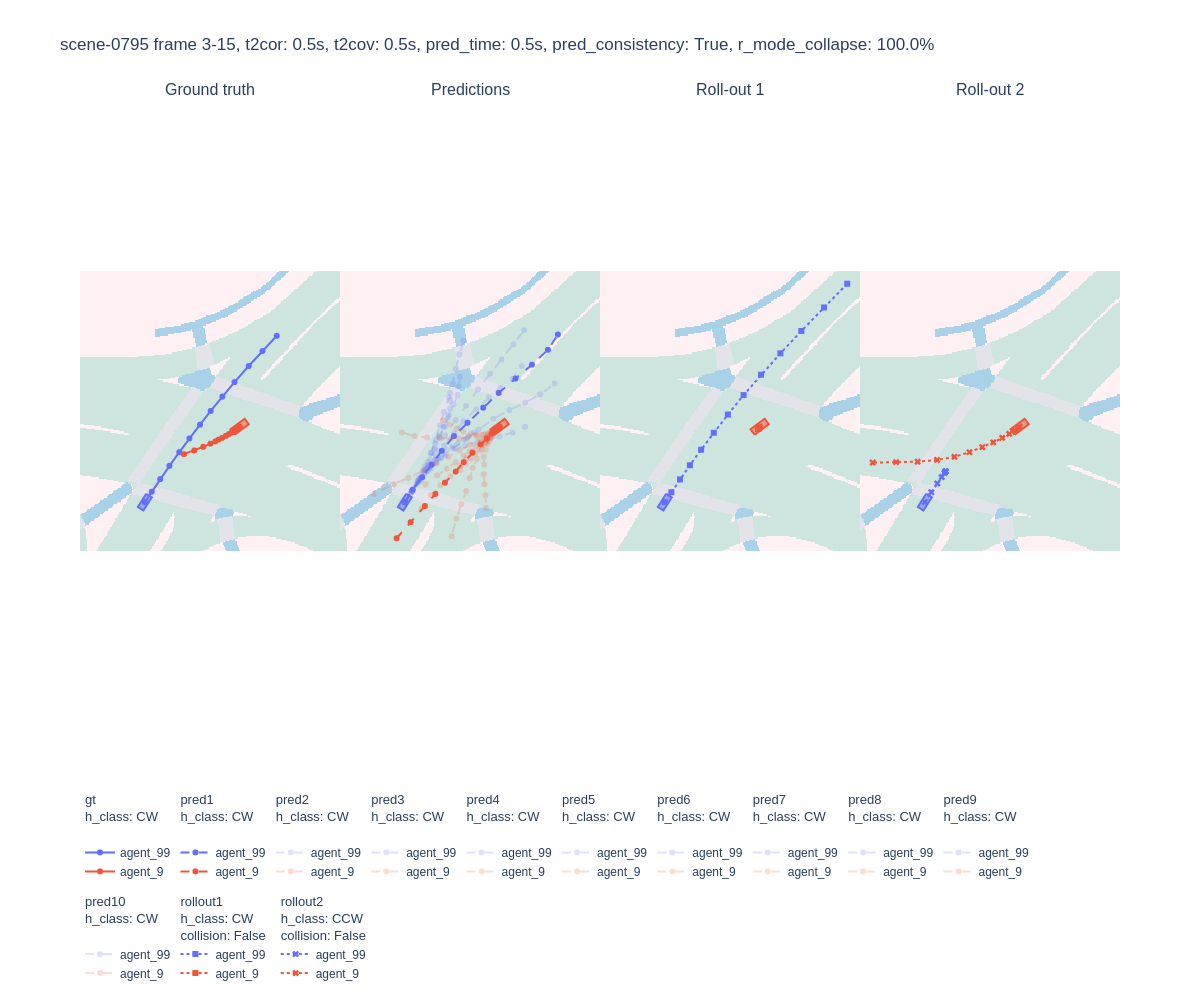 scene-0795 frame 3-15, t2cor: 0.5s, t2cov: 0.5s, pred_time: 0.5s, pred_consistency: True, r_mode_collapse: 100.0%
Ground truth Predictions Roll-out 1 Roll-out 2
gt pred1 pred2 pred3 pred4 pred5 pred6 pred7 pred8 pred9
h_class: CW h_class: CW h_class: CW h_class: CW h_class: CW h_class: CW h_class: CW h_class: CW h_class: CW h_class: CW
agent_99 agent_99 agent_99 agent_99 agent_99 agent_99 agent_99 agent_99 agent_99 agent_99
agent_9 agent_9 agent_9 agent_9 agent_9 agent_9 agent_9 agent_9 agent_9 agent_9
pred10 rollout1 rollout2
h_class: CW h_class: CW h_class: CCW
collision: False collision: False
agent_99 agent_99 agent_99
agent_9 agent_9 agent_9